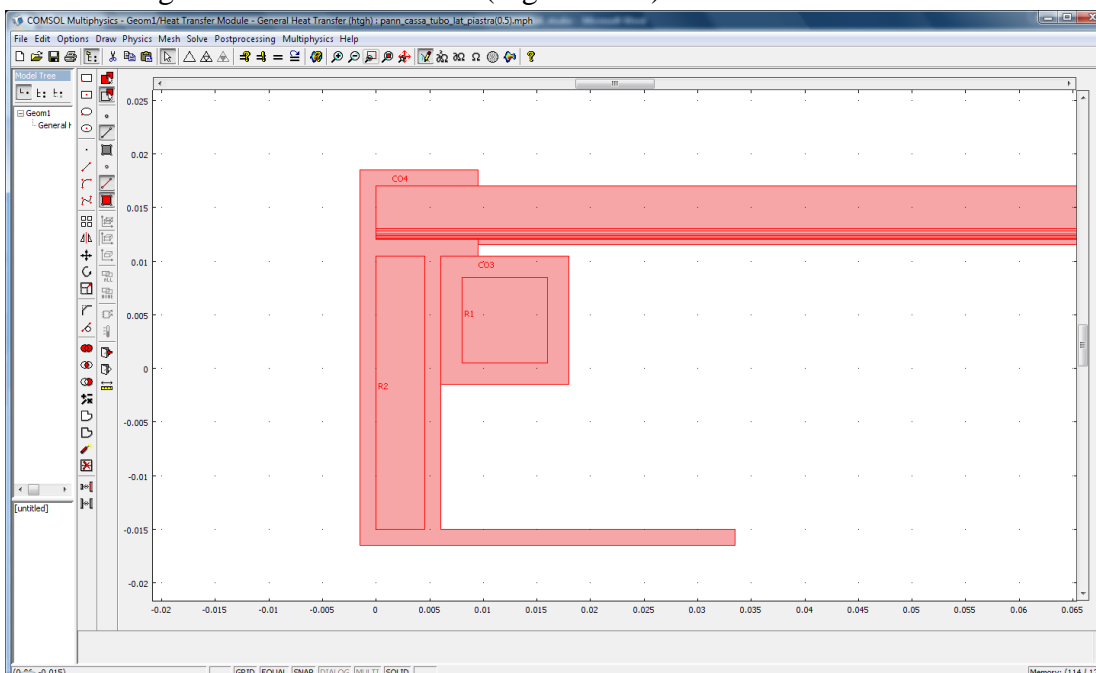 COMSOL Multiphysics - Geom1/Heat Transfer Module - General Heat Transfer (htgh) : pann_cassa_tubo_lat_piastra(0.5).mph
File Edit Options Draw Physics Mesh Solve Postprocessing Multiphysics Help
Model Tree
Geom1
General H
[untitled]
0.025
0.02
0.015
0.01
0.005
0
-0.005
-0.01
-0.015
-0.02
CO4
CO3
R1
R2
-0.02 -0.015 -0.01 -0.005 0 0.005 0.01 0.015 0.02 0.025 0.03 0.035 0.04 0.045 0.05 0.055 0.06 0.065
GRID EQUAL SNAP DIALOG MULTI SOLID
Memory: (114 /